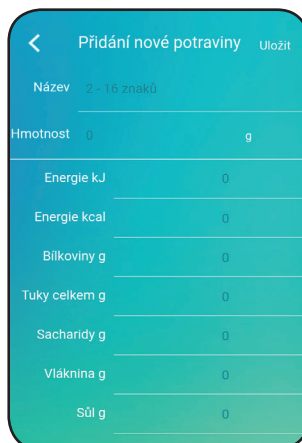 Přidání nové potraviny Uložit
Název 2 - 16 znaků
Hmotnost 0 g
Energie kJ 0
Energie kcal 0
Bílkoviny g 0
Tuky celkem g 0
Sacharidy g 0
Vláknina g 0
Sůl g 0